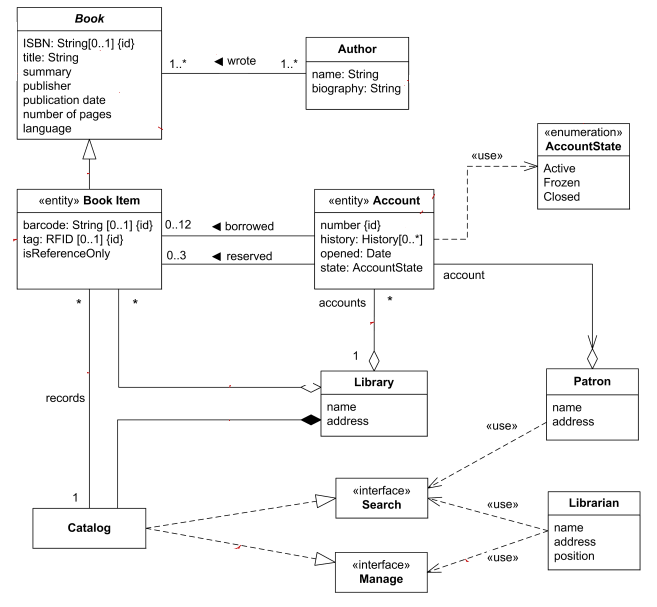 Book
ISBN: String[0..1] {id}
title: String
summary
publisher
publication date
number of pages
language
1..*
◄ wrote
1..*
Author
name: String
biography: String
«enumeration»
AccountState
Active
Frozen
Closed
«use»
«entity» Book Item
barcode: String [0..1] {id}
tag: RFID [0..1] {id}
isReferenceOnly
0..12
◄ borrowed
0..3
◄ reserved
«entity» Account
number {id}
history: History[0..*]
opened: Date
state: AccountState
account
*
*
accounts
*
1
Library
name
address
Patron
name
address
records
1
«use»
Catalog
«interface»
Search
«use»
«use»
«interface»
Manage
Librarian
name
address
position